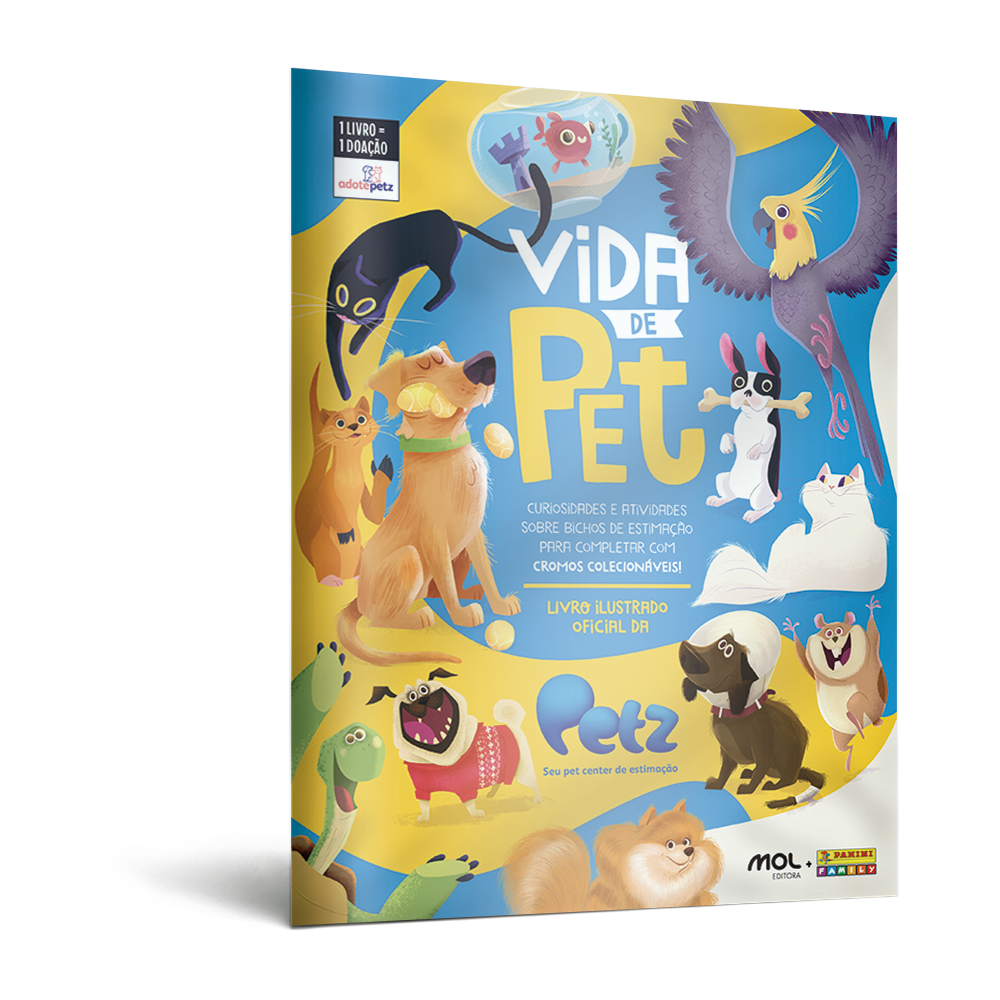 1 LIVRO =
1 DOAÇÃO
adotepetz
VIDA
DE
PET
CURIOSIDADES E ATIVIDADES
SOBRE BICHOS DE ESTIMAÇÃO
PARA COMPLETAR COM
CROMOS COLECIONÁVEIS!
LIVRO ILUSTRADO
OFICIAL DA
Petz
Seu pet center de estimação
MOL +
EDITORA
PANINI
FAMILY